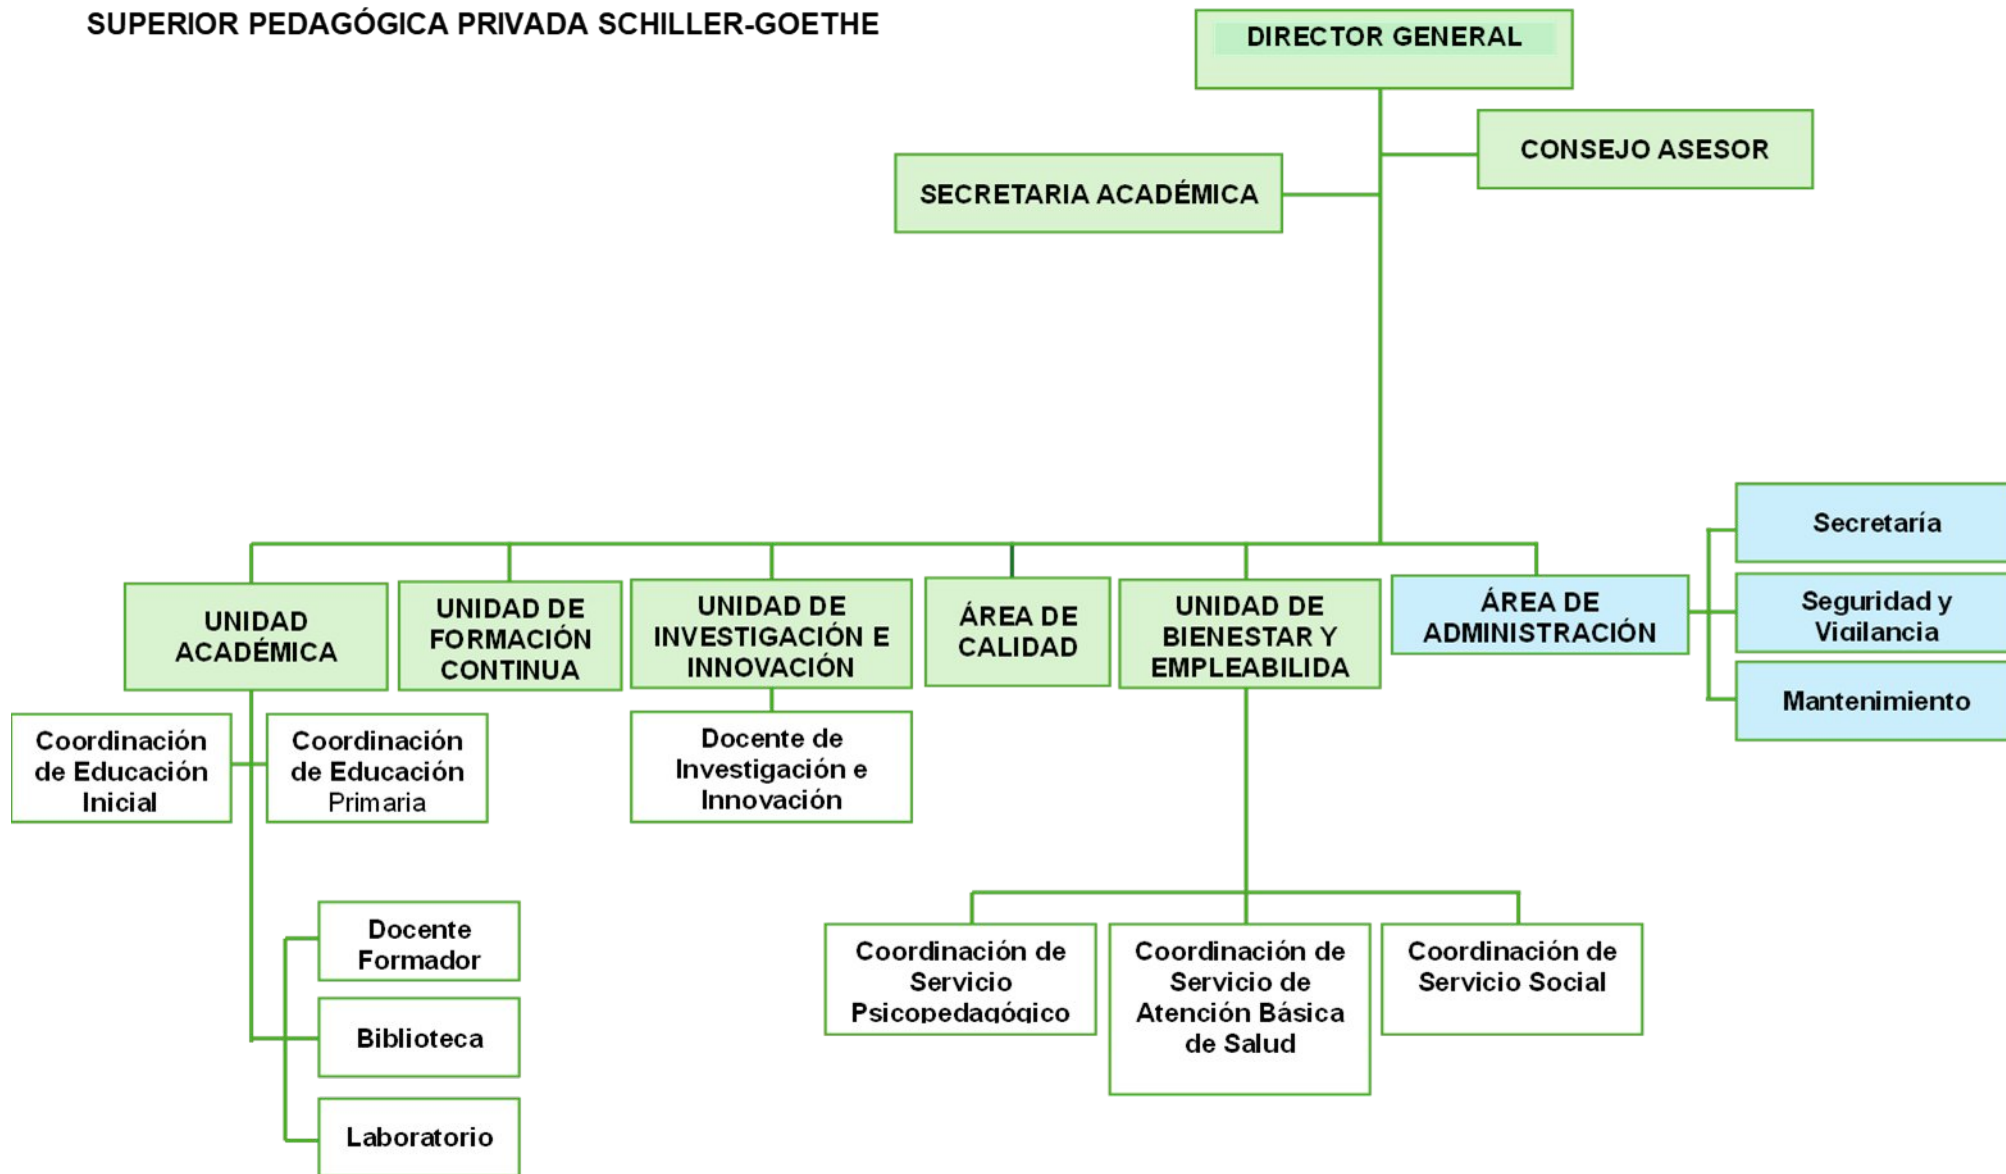 SUPERIOR PEDAGÓGICA PRIVADA SCHILLER-GOETHE
DIRECTOR GENERAL
CONSEJO ASESOR
SECRETARIA ACADÉMICA
UNIDAD
ACADÉMICA
UNIDAD DE
FORMACIÓN
CONTINUA
UNIDAD DE
INVESTIGACIÓN E
INNOVACIÓN
ÁREA DE
CALIDAD
UNIDAD DE
BIENESTAR Y
EMPLEABILIDA
ÁREA DE
ADMINISTRACIÓN
Secretaría
Seguridad y
Vigilancia
Mantenimiento
Coordinación
de Educación
Inicial
Coordinación
de Educación
Primaria
Docente de
Investigación e
Innovación
Docente
Formador
Biblioteca
Laboratorio
Coordinación de
Servicio
Psicopedagógico
Coordinación de
Servicio de
Atención Básica
de Salud
Coordinación de
Servicio Social